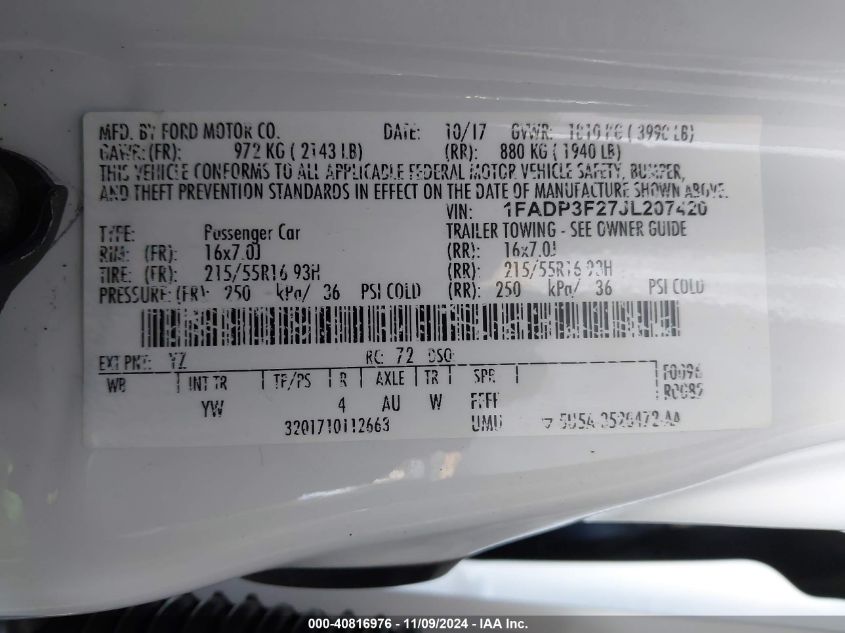 MFD. BY FORD MOTOR CO. DATE: 10/17 GVWR: 1810 KG ( 3990 LB)
GAWR: (FR): 972 KG ( 2143 LB) (RR): 880 KG ( 1940 LB)
THIS VEHICLE CONFORMS TO ALL APPLICABLE FEDERAL MOTOR VEHICLE SAFETY, BUMPER,
AND THEFT PREVENTION STANDARDS IN EFFECT ON THE DATE OF MANUFACTURE SHOWN ABOVE.
VIN: 1FADP3F27JL207420
TYPE: Passenger Car TRAILER TOWING - SEE OWNER GUIDE
RIM: (FR): 16x7.0J (RR): 16x7.0J
TIRE: (FR): 215/55R16 93H (RR): 215/55R16 93H
PRESSURE: (FR): 250 kPa/ 36 PSI COLD (RR): 250 kPa/ 36 PSI COLD
EXT PNT: YZ RC: 72 DSO:
WB INT TR TP/PS R AXLE TR SPR F0096
YW 4 AU W FFFF R0085
3201710112663 UMU 5U5A-3520472-AA
000-40816976 - 11/09/2024 - IAA Inc.